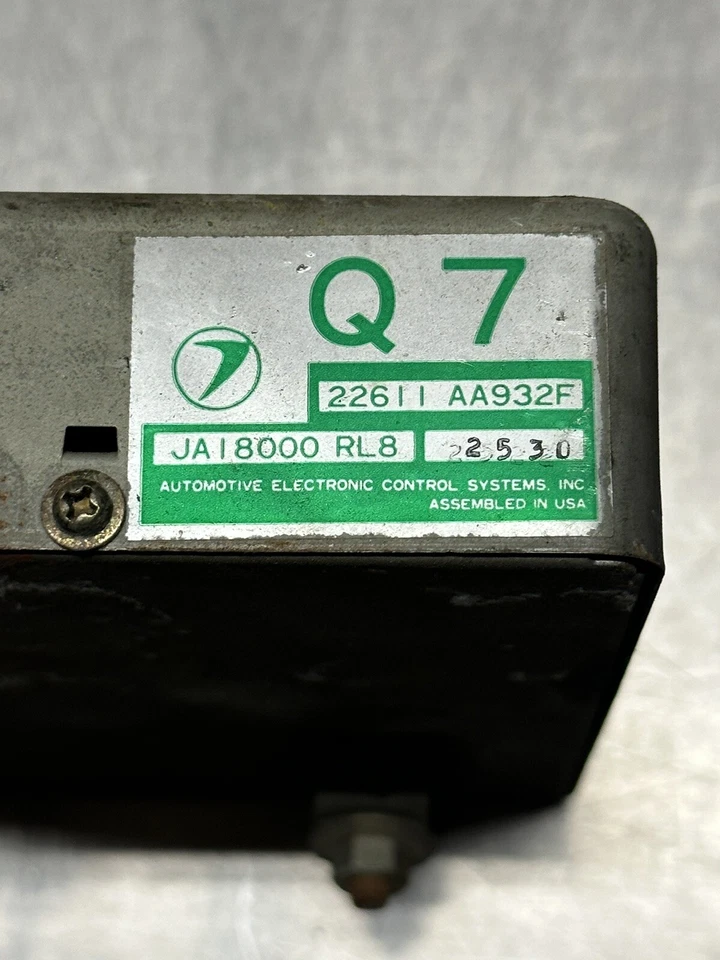 Q 7
22611 AA932F
JA18000 RL8 2530
AUTOMOTIVE ELECTRONIC CONTROL SYSTEMS, INC
ASSEMBLED IN USA